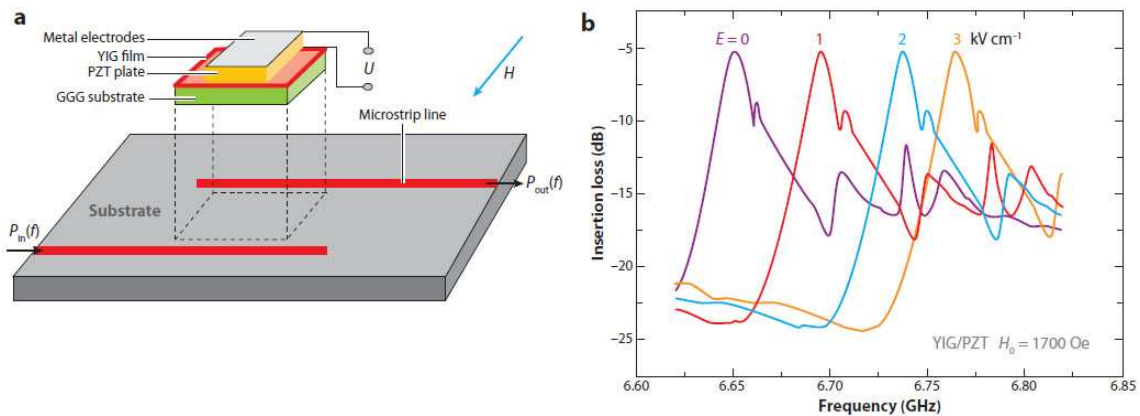 a
Metal electrodes
YIG film
PZT plate
GGG substrate
U
H
Microstrip line
P_out(f)
Substrate
P_in(f)
b
E = 0 1 2 3 kV cm⁻¹
Insertion loss (dB)
−5
−10
−15
−20
−25
YIG/PZT H₀ = 1700 Oe
6.60 6.65 6.70 6.75 6.80 6.85
Frequency (GHz)